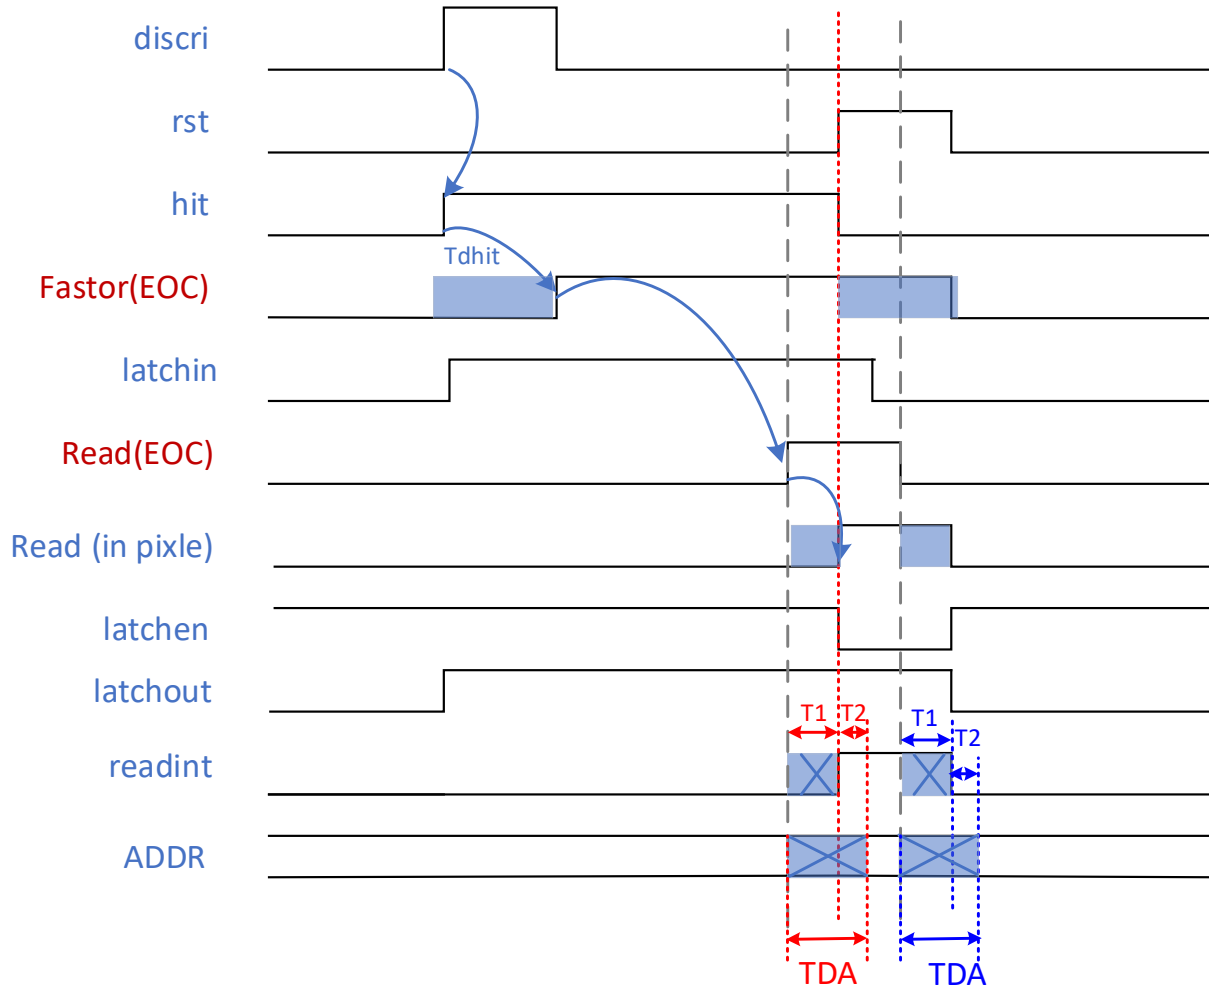 discri
rst
hit
Tdhit
Fastor(EOC)
latchin
Read(EOC)
Read (in pixle)
latchen
latchout
T1 T2 T1
T2
readint
ADDR
TDA TDA